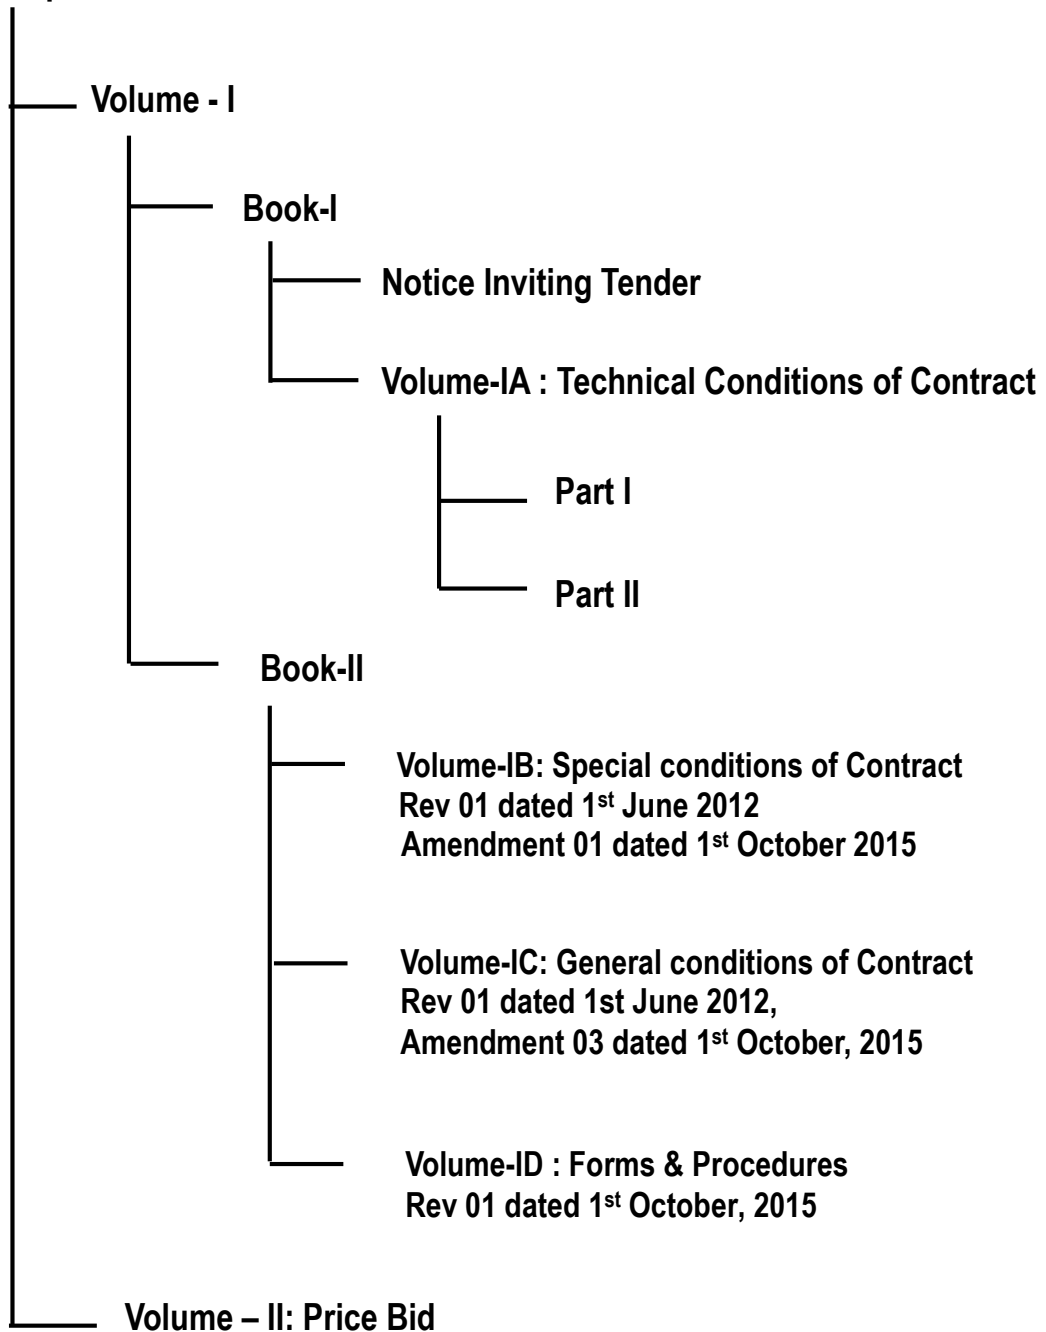 Volume - I
Book-I
Notice Inviting Tender
Volume-IA : Technical Conditions of Contract
Part I
Part II
Book-II
Volume-IB: Special conditions of Contract
Rev 01 dated 1st June 2012
Amendment 01 dated 1st October 2015
Volume-IC: General conditions of Contract
Rev 01 dated 1st June 2012,
Amendment 03 dated 1st October, 2015
Volume-ID : Forms & Procedures
Rev 01 dated 1st October, 2015
Volume – II: Price Bid